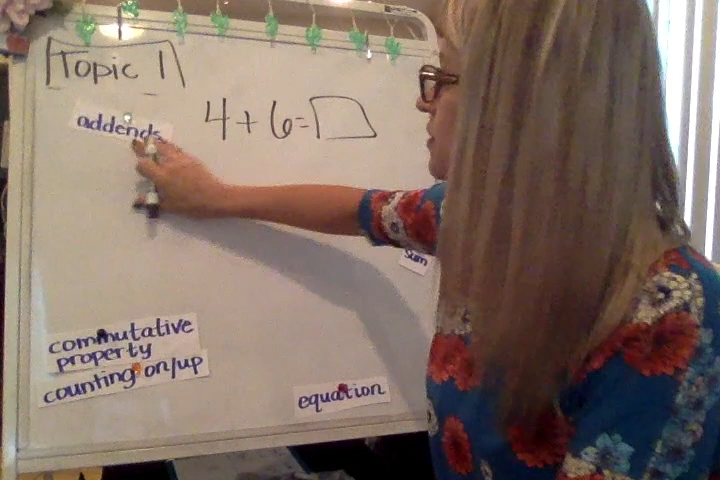 Topic 1
addends
4+6=
sum
commutative
property
counting on/up
equation